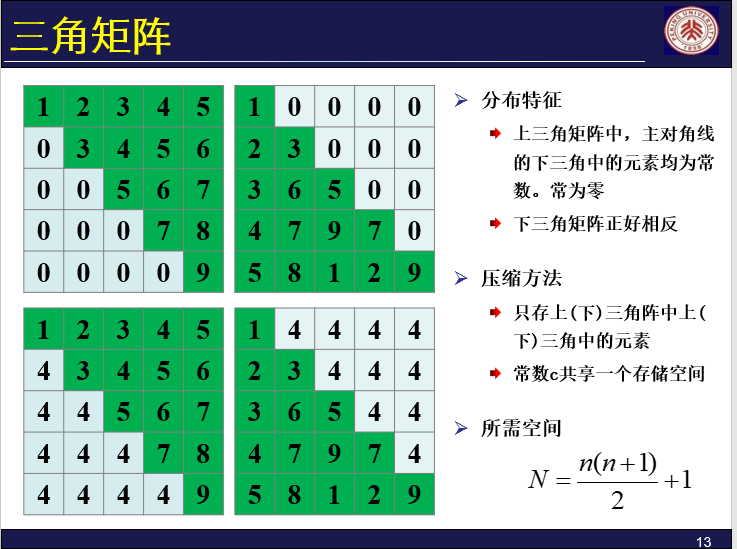 三角矩阵
PEKING UNIVERSITY
1898
1 2 3 4 5
0 3 4 5 6
0 0 5 6 7
0 0 0 7 8
0 0 0 0 9
1 0 0 0 0
2 3 0 0 0
3 6 5 0 0
4 7 9 7 0
5 8 1 2 9
1 2 3 4 5
4 3 4 5 6
4 4 5 6 7
4 4 4 7 8
4 4 4 4 9
1 4 4 4 4
2 3 4 4 4
3 6 5 4 4
4 7 9 7 4
5 8 1 2 9
分布特征
上三角矩阵中，主对角线
的下三角中的元素均为常
数。常为零
下三角矩阵正好相反
压缩方法
只存上(下)三角阵中上(
下)三角中的元素
常数c共享一个存储空间
所需空间
N = n(n+1)/2 + 1
13